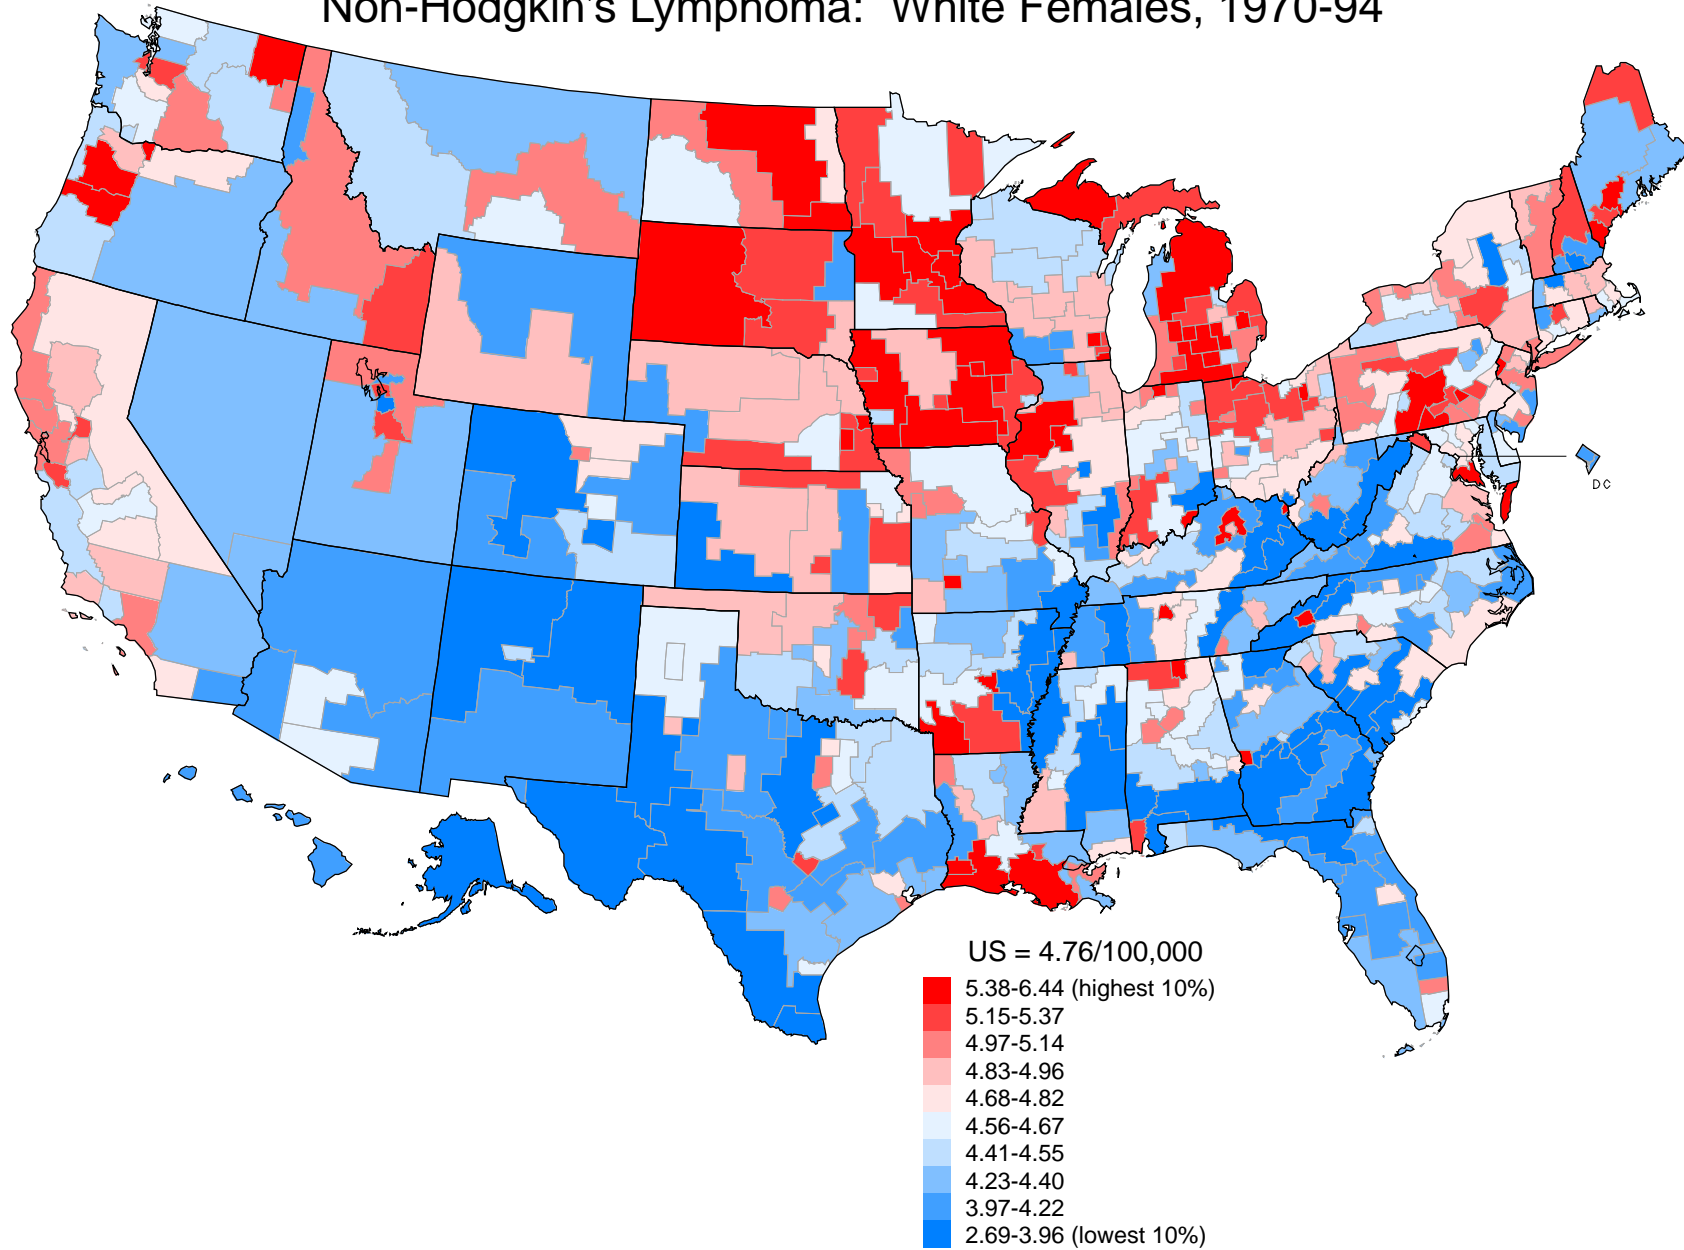 Non-Hodgkin's Lymphoma: White Females, 1970-94
DC
US = 4.76/100,000
5.38-6.44 (highest 10%)
5.15-5.37
4.97-5.14
4.83-4.96
4.68-4.82
4.56-4.67
4.41-4.55
4.23-4.40
3.97-4.22
2.69-3.96 (lowest 10%)